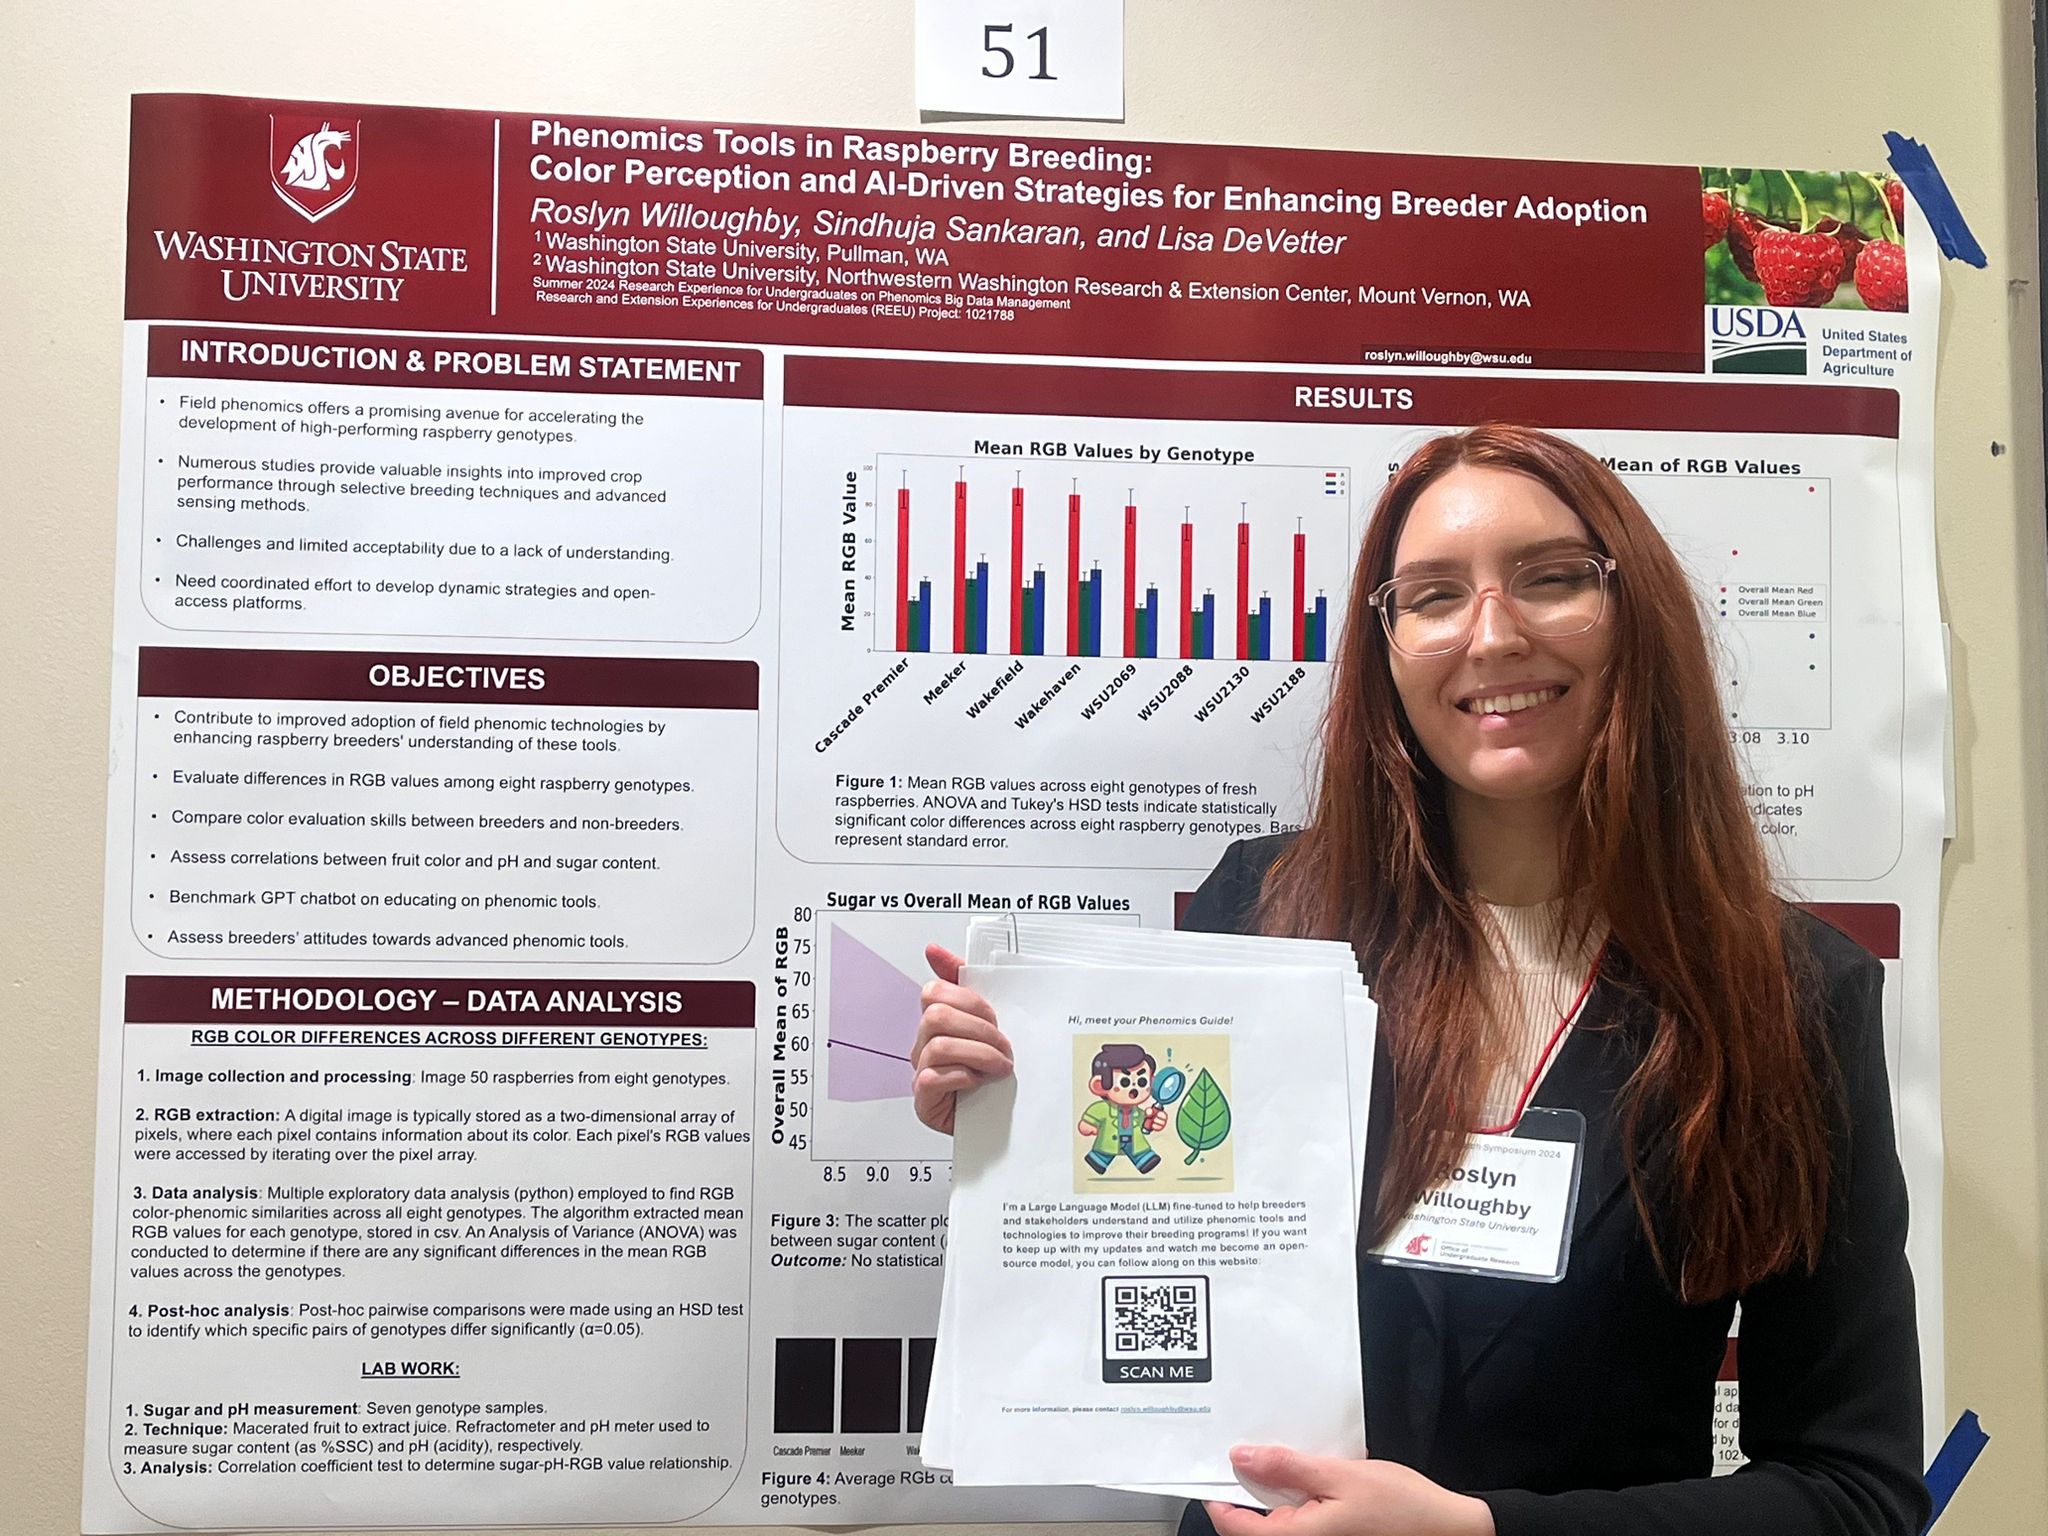 51
WASHINGTON STATE
UNIVERSITY
Phenomics Tools in Raspberry Breeding:
Color Perception and AI-Driven Strategies for Enhancing Breeder Adoption
Roslyn Willoughby, Sindhuja Sankaran, and Lisa DeVetter
1 Washington State University, Pullman, WA
2 Washington State University, Northwestern Washington Research & Extension Center, Mount Vernon, WA
Summer 2024 Research Experience for Undergraduates on Phenomics Big Data Management
Research and Extension Experiences for Undergraduates (REEU) Project: 1021788
roslyn.willoughby@wsu.edu
USDA
United States
Department of
Agriculture
INTRODUCTION & PROBLEM STATEMENT
• Field phenomics offers a promising avenue for accelerating the
development of high-performing raspberry genotypes.
• Numerous studies provide valuable insights into improved crop
performance through selective breeding techniques and advanced
sensing methods.
• Challenges and limited acceptability due to a lack of understanding.
• Need coordinated effort to develop dynamic strategies and open-
access platforms.
OBJECTIVES
• Contribute to improved adoption of field phenomic technologies by
enhancing raspberry breeders' understanding of these tools.
• Evaluate differences in RGB values among eight raspberry genotypes.
• Compare color evaluation skills between breeders and non-breeders.
• Assess correlations between fruit color and pH and sugar content.
• Benchmark GPT chatbot on educating on phenomic tools.
• Assess breeders' attitudes towards advanced phenomic tools.
METHODOLOGY – DATA ANALYSIS
RGB COLOR DIFFERENCES ACROSS DIFFERENT GENOTYPES:
1. Image collection and processing: Image 50 raspberries from eight genotypes.
2. RGB extraction: A digital image is typically stored as a two-dimensional array of
pixels, where each pixel contains information about its color. Each pixel's RGB values
were accessed by iterating over the pixel array.
3. Data analysis: Multiple exploratory data analysis (python) employed to find RGB
color-phenomic similarities across all eight genotypes. The algorithm extracted mean
RGB values for each genotype, stored in csv. An Analysis of Variance (ANOVA) was
conducted to determine if there are any significant differences in the mean RGB
values across the genotypes.
4. Post-hoc analysis: Post-hoc pairwise comparisons were made using an HSD test
to identify which specific pairs of genotypes differ significantly (α=0.05).
LAB WORK:
1. Sugar and pH measurement: Seven genotype samples.
2. Technique: Macerated fruit to extract juice. Refractometer and pH meter used to
measure sugar content (as %SSC) and pH (acidity), respectively.
3. Analysis: Correlation coefficient test to determine sugar-pH-RGB value relationship.
RESULTS
Mean RGB Values by Genotype
Mean RGB Value
100
80
60
40
20
0
R
G
B
Cascade Premier
Meeker
Wakefield
Wakehaven
WSU2069
WSU2088
WSU2130
WSU2188
Figure 1: Mean RGB values across eight genotypes of fresh
raspberries. ANOVA and Tukey's HSD tests indicate statistically
significant color differences across eight raspberry genotypes. Bars
represent standard error.
Mean of RGB Values
Overall Mean Red
Overall Mean Green
Overall Mean Blue
3.08 3.10
to pH
color,
Sugar vs Overall Mean of RGB Values
Overall Mean of RGB
80
75
70
65
60
55
50
45
8.5 9.0 9.5
Figure 3: The scatter
between sugar content
Outcome: No statistical
Cascade Premier Meeker
Figure 4: Average RGB
genotypes.
Hi, meet your Phenomics Guide!
I'm a Large Language Model (LLM) fine-tuned to help breeders
and stakeholders understand and utilize phenomic tools and
technologies to improve their breeding programs! If you want
to keep up with my updates and watch me become an open-
source model, you can follow along on this website:
SCAN ME
For more information, please contact roslyn.willoughby@wsu.edu
Symposium 2024
Roslyn
Willoughby
Washington State University
Office of
Undergraduate Research